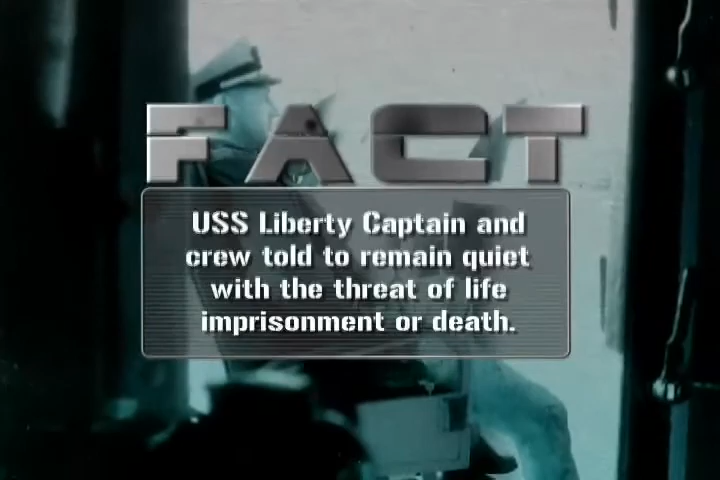 FACT
USS Liberty Captain and
crew told to remain quiet
with the threat of life
imprisonment or death.